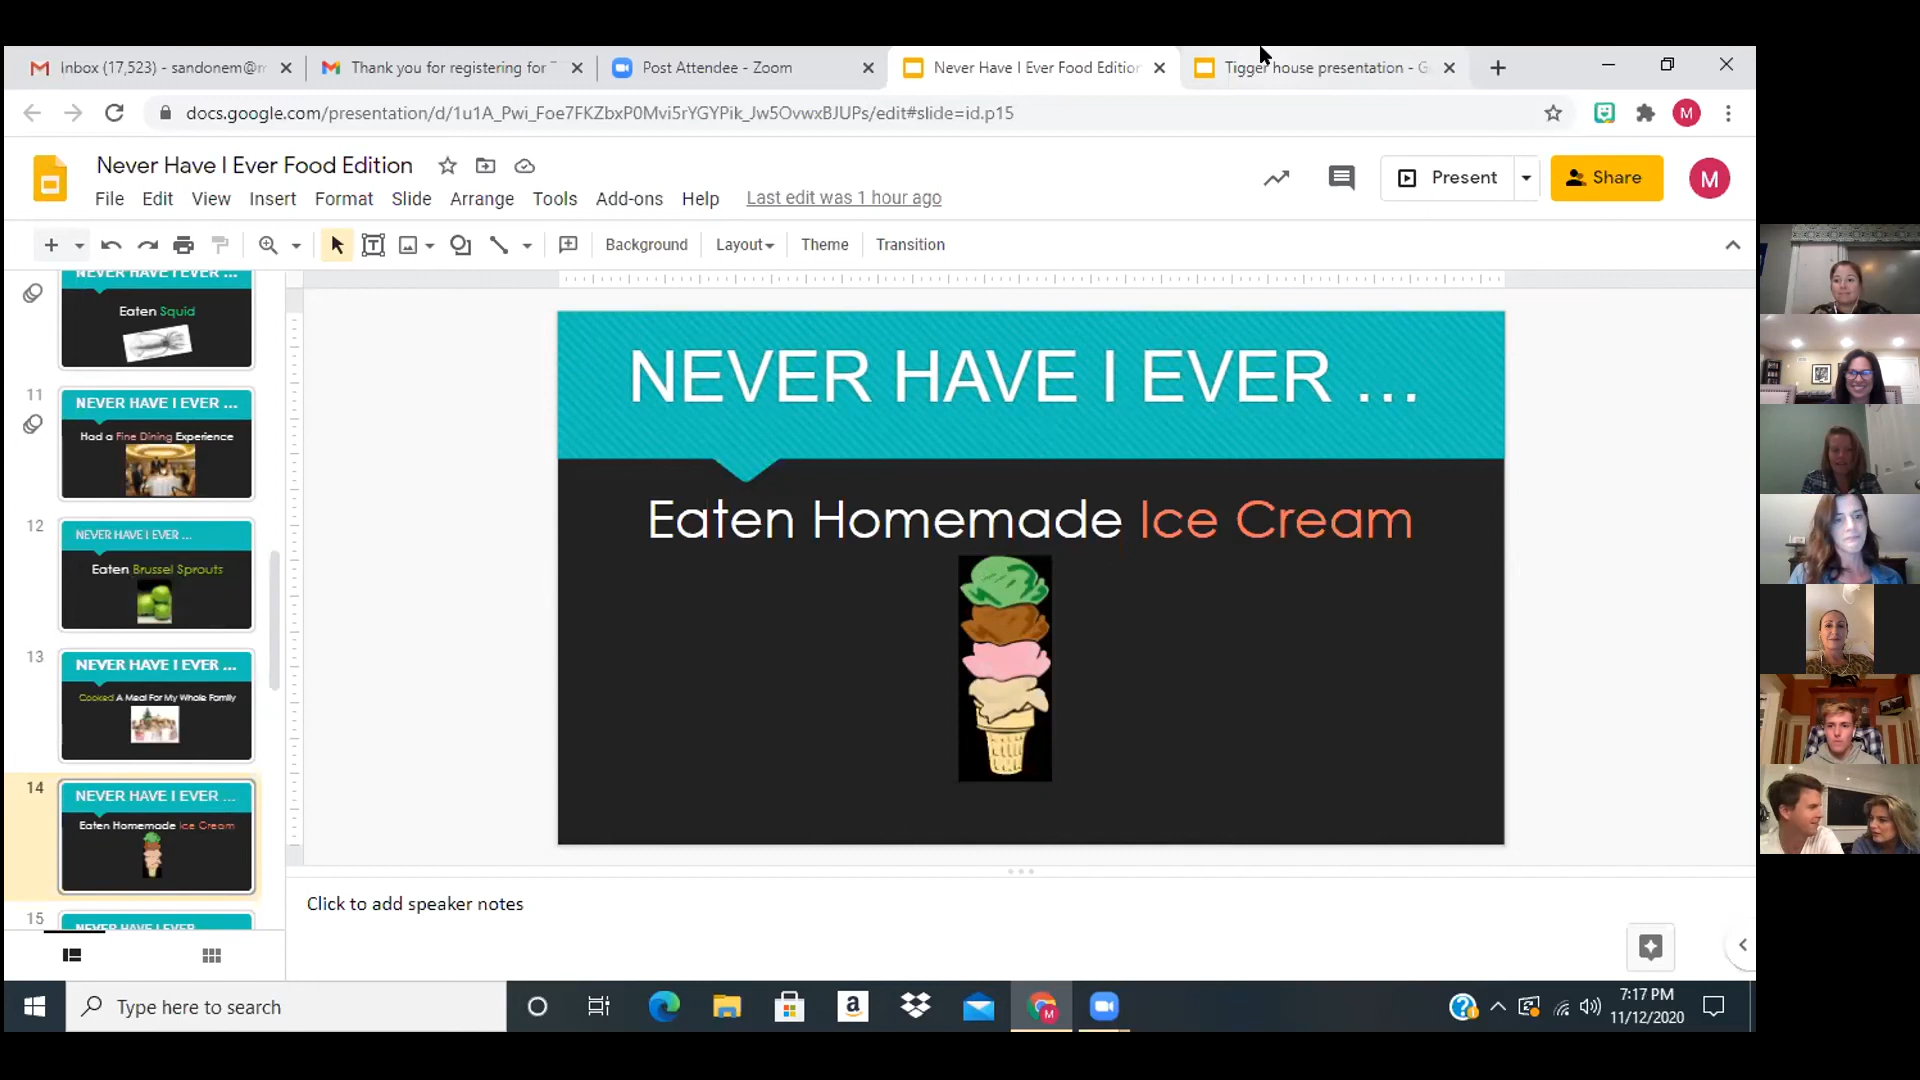 Inbox (17,523) - sandonem@
Thank you for registering for
Post Attendee - Zoom
Never Have I Ever Food Edition
Tigger house presentation - G
docs.google.com/presentation/d/1u1A_Pwi_Foe7FKZbxP0Mvi5rYGYPik_Jw5OvwxBJUPs/edit#slide=id.p15
M
Never Have I Ever Food Edition
File Edit View Insert Format Slide Arrange Tools Add-ons Help Last edit was 1 hour ago
Present
Share
M
Background Layout Theme Transition
NEVER HAVE I EVER ...
Eaten Squid
11
NEVER HAVE I EVER ...
Had a Fine Dining Experience
12
NEVER HAVE I EVER ...
Eaten Brussel Sprouts
13
NEVER HAVE I EVER ...
Cooked A Meal For My Whole Family
14
NEVER HAVE I EVER ...
Eaten Homemade Ice Cream
15
NEVER HAVE I EVER
NEVER HAVE I EVER ...
Eaten Homemade Ice Cream
Click to add speaker notes
Type here to search
a
M
7:17 PM
11/12/2020